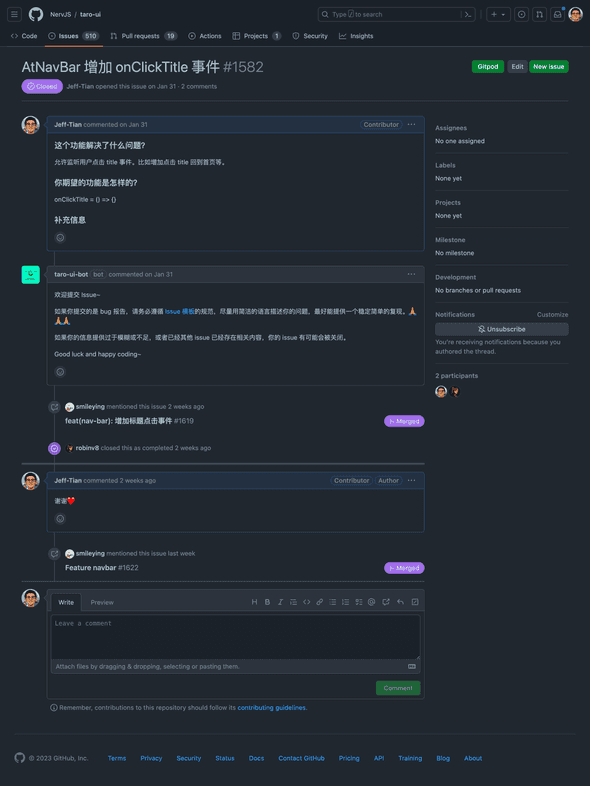 NervJS / taro-ui
Type / to search
Code
Issues 510
Pull requests 19
Actions
Projects 1
Security
Insights
AtNavBar 增加 onClickTitle 事件 #1582
Gitpod
Edit
New issue
Closed
Jeff-Tian opened this issue on Jan 31 · 2 comments
Jeff-Tian commented on Jan 31
Contributor
这个功能解决了什么问题?
允许监听用户点击 title 事件。比如增加点击 title 回到首页等。
你期望的功能是怎样的?
onClickTitle = () => {}
补充信息
Assignees
No one assigned
Labels
None yet
Projects
None yet
Milestone
No milestone
Development
No branches or pull requests
Notifications
Customize
Unsubscribe
You're receiving notifications because you
authored the thread.
2 participants
taro-ui-bot bot commented on Jan 31
欢迎提交 Issue~
如果你提交的是 bug 报告，请务必遵循 Issue 模板的规范，尽量用简洁的语言描述你的问题，最好能提供一个稳定简单的复现。🙏
🙏🙏
如果你的信息提供过于模糊或不足，或者已经其他 issue 已经存在相关内容，你的 issue 有可能会被关闭。
Good luck and happy coding~
smileying mentioned this issue 2 weeks ago
feat(nav-bar): 增加标题点击事件 #1619
Merged
robinv8 closed this as completed 2 weeks ago
Jeff-Tian commented 2 weeks ago
Contributor
Author
谢谢❤️
smileying mentioned this issue last week
Feature navbar #1622
Merged
Write
Preview
Leave a comment
Attach files by dragging & dropping, selecting or pasting them.
Comment
Remember, contributions to this repository should follow its contributing guidelines.
© 2023 GitHub, Inc.
Terms
Privacy
Security
Status
Docs
Contact GitHub
Pricing
API
Training
Blog
About